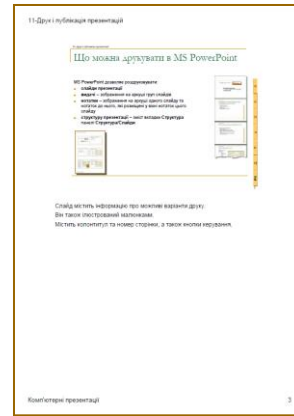 11-Друк і публікація презентацій
Що можна друкувати в MS PowerPoint
MS PowerPoint дозволяє роздруковувати
слайди презентації
видачі – зображення на аркуші груп слайдів
нотатки – зображення на аркуші одного слайду та
нотаток до нього, які розміщені у вікні нотаток цього
слайду
структуру презентації – зміст вкладки Структура
панелі Структура/Слайди
Слайд містить інформацію про можливі варіанти друку.
Він також ілюстрований малюнками.
Містить колонтитул та номер сторінки, а також кнопки керування.
Комп'ютерні презентації
3